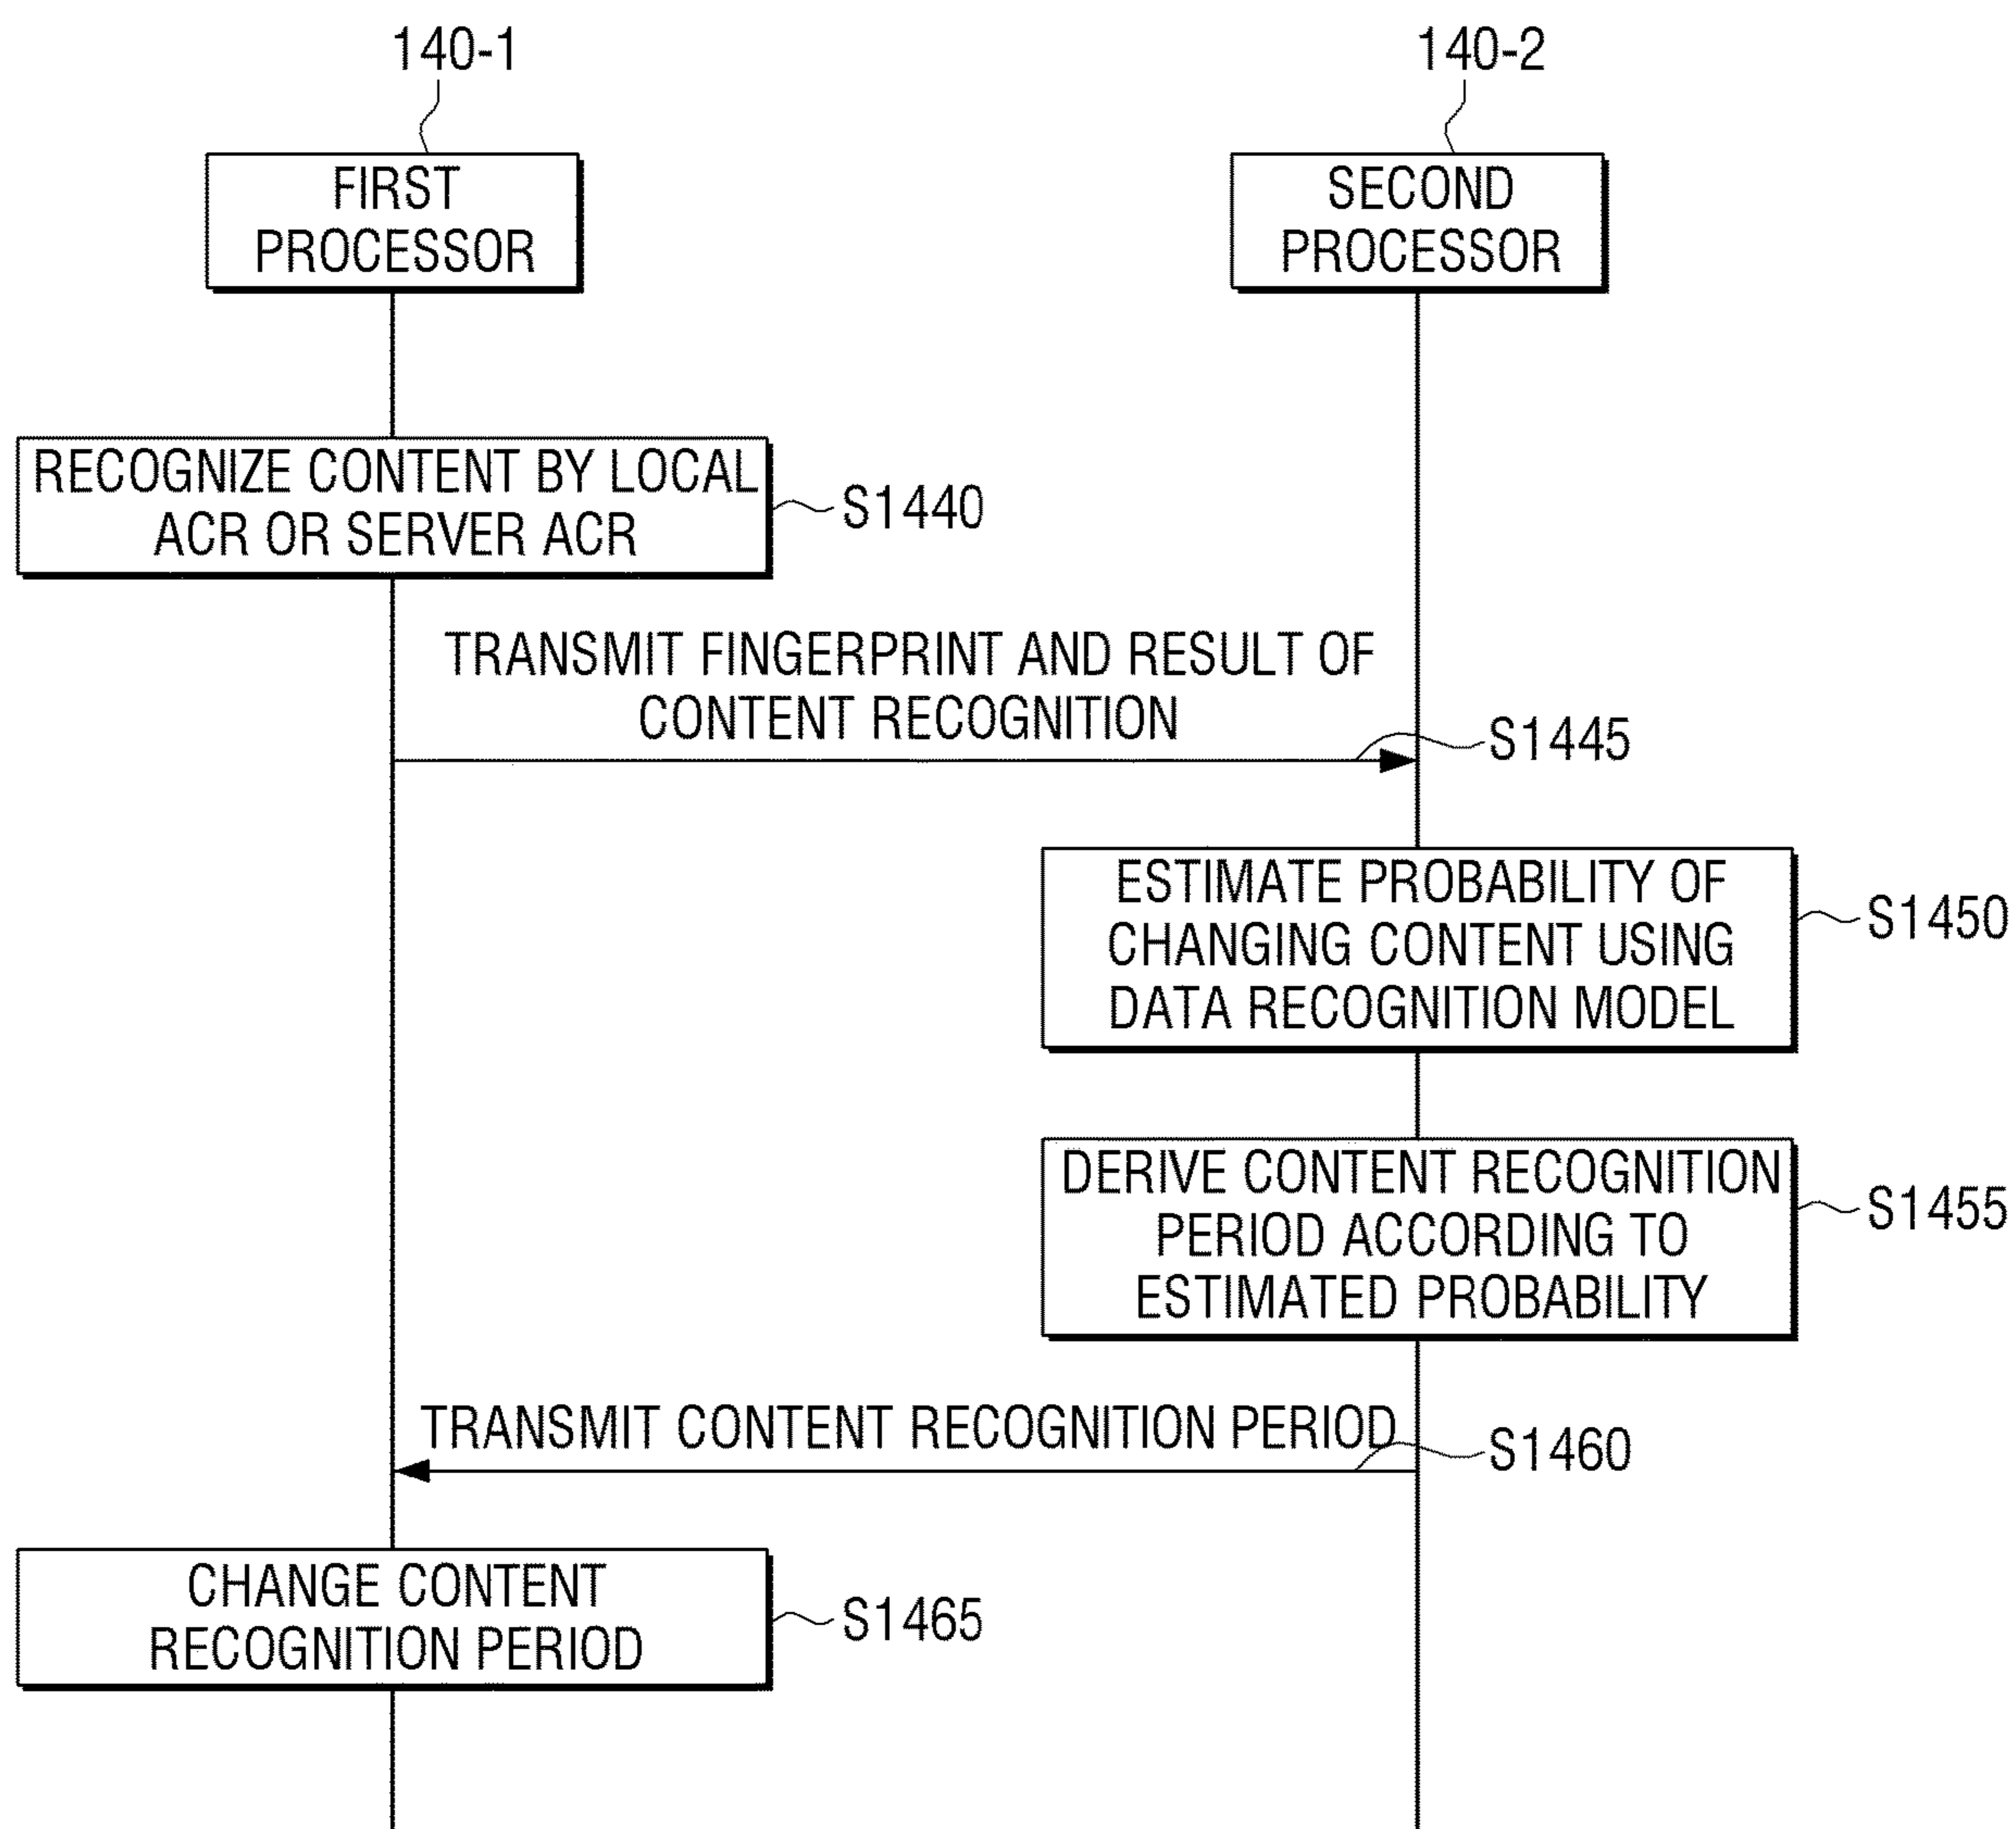 140-1
140-2
FIRST
PROCESSOR
SECOND
PROCESSOR
RECOGNIZE CONTENT BY LOCAL
ACR OR SERVER ACR
S1440
TRANSMIT FINGERPRINT AND RESULT OF
CONTENT RECOGNITION
S1445
ESTIMATE PROBABILITY OF
CHANGING CONTENT USING
DATA RECOGNITION MODEL
S1450
DERIVE CONTENT RECOGNITION
PERIOD ACCORDING TO
ESTIMATED PROBABILITY
S1455
TRANSMIT CONTENT RECOGNITION PERIOD
S1460
CHANGE CONTENT
RECOGNITION PERIOD
S1465